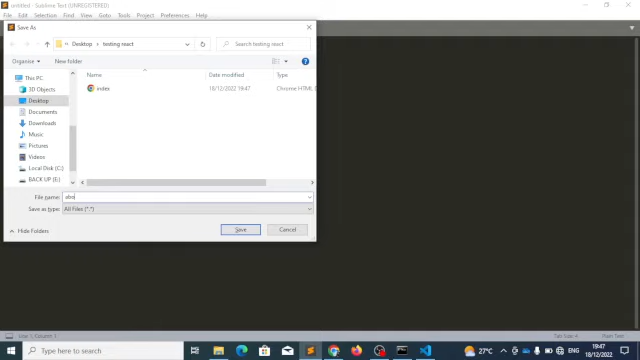 untitled - Sublime Text (UNREGISTERED)
File Edit Selection Find View Goto Tools Project Preferences Help
Save As
Desktop testing react
Search testing react
Organise New folder
Name Date modified Type
This PC
3D Objects
Desktop
Documents
Downloads
Music
Pictures
Videos
Local Disk (C:)
BACK UP (E:)
index 18/12/2022 19:47 Chrome HTML D
File name:
Save as type: All Files (*.*)
Hide Folders
Save Cancel
Line 1, Column 1
Tab Size: 4
Type here to search
27°C
ENG
19:47
18/12/2022